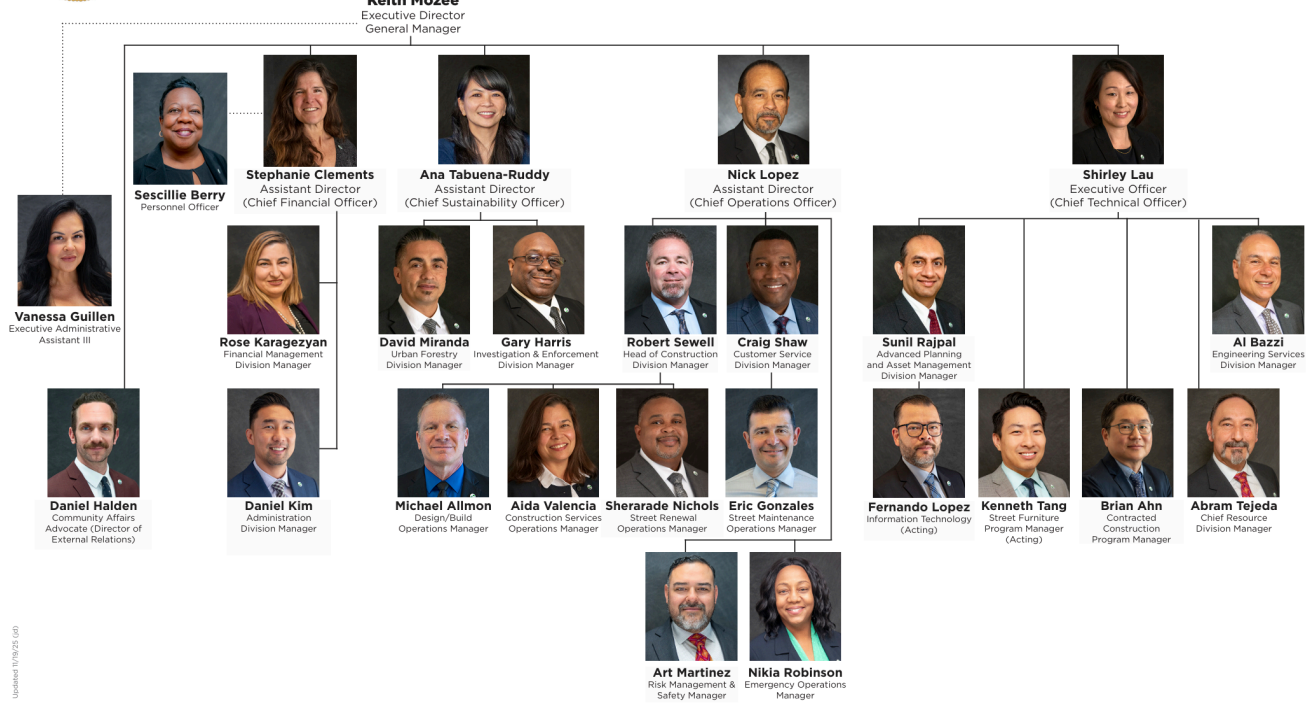 Keith Mozee
Executive Director
General Manager
Sescillie Berry
Personnel Officer
Stephanie Clements
Assistant Director
(Chief Financial Officer)
Ana Tabuena-Ruddy
Assistant Director
(Chief Sustainability Officer)
Nick Lopez
Assistant Director
(Chief Operations Officer)
Shirley Lau
Executive Officer
(Chief Technical Officer)
Vanessa Guillen
Executive Administrative
Assistant III
Rose Karagezyan
Financial Management
Division Manager
David Miranda
Urban Forestry
Division Manager
Gary Harris
Investigation & Enforcement
Division Manager
Robert Sewell
Head of Construction
Division Manager
Craig Shaw
Customer Service
Division Manager
Sunil Rajpal
Advanced Planning
and Asset Management
Division Manager
Al Bazzi
Engineering Services
Division Manager
Daniel Halden
Community Affairs
Advocate (Director of
External Relations)
Daniel Kim
Administration
Division Manager
Michael Allmon
Design/Build
Operations Manager
Aida Valencia
Construction Services
Operations Manager
Sherarade Nichols
Street Renewal
Operations Manager
Eric Gonzales
Street Maintenance
Operations Manager
Fernando Lopez
Information Technology
(Acting)
Kenneth Tang
Street Furniture
Program Manager
(Acting)
Brian Ahn
Contracted
Construction
Program Manager
Abram Tejeda
Chief Resource
Division Manager
Art Martinez
Risk Management &
Safety Manager
Nikia Robinson
Emergency Operations
Manager
Updated 11/19/25 (jd)